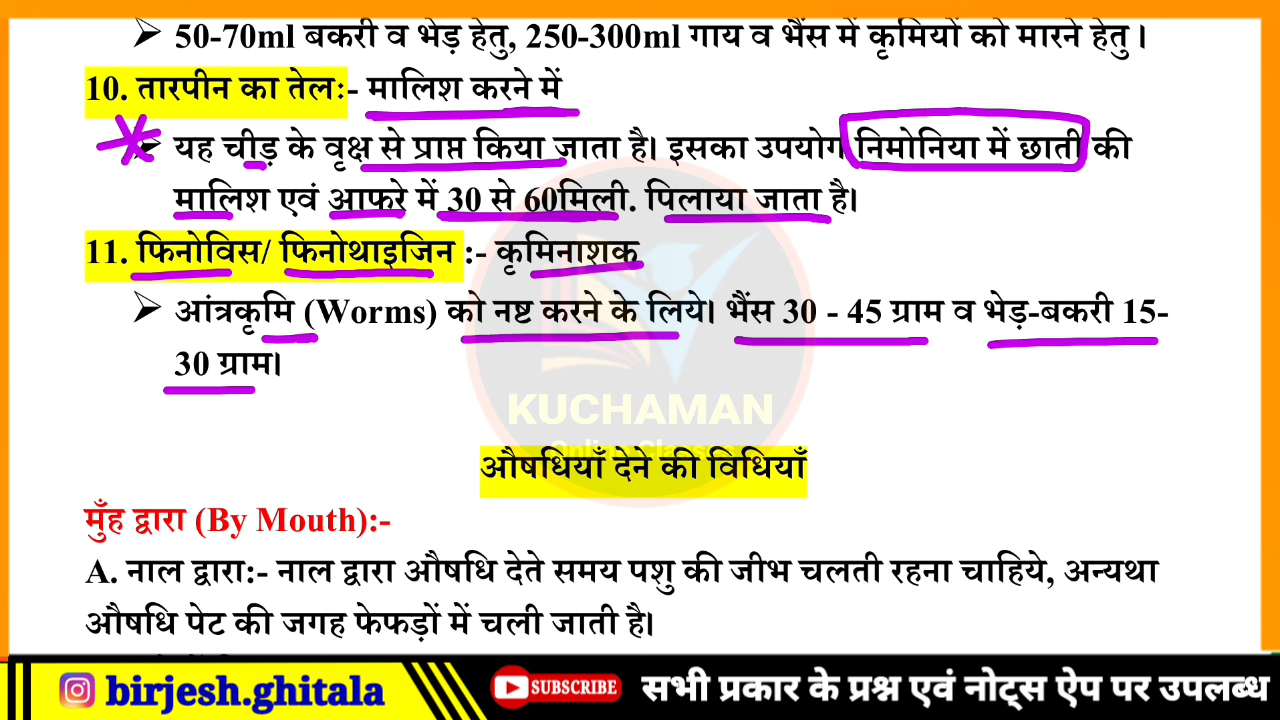 ➢ 50-70ml बकरी व भेड़ हेतु, 250-300ml गाय व भैंस में कृमियों को मारने हेतु।
10. तारपीन का तेलः- मालिश करने में
➢ यह चीड़ के वृक्ष से प्राप्त किया जाता है। इसका उपयोग निमोनिया में छाती की
मालिश एवं आफरे में 30 से 60मिली. पिलाया जाता है।
11. फिनोविस/ फिनोथाइजिन :- कृमिनाशक
➢ आंत्रकृमि (Worms) को नष्ट करने के लिये। भैंस 30 - 45 ग्राम व भेड़-बकरी 15-
30 ग्राम।
KUCHAMAN
Online Classes
औषधियाँ देने की विधियाँ
मुँह द्वारा (By Mouth):-
A. नाल द्वारा:- नाल द्वारा औषधि देते समय पशु की जीभ चलती रहना चाहिये, अन्यथा
औषधि पेट की जगह फेफड़ों में चली जाती है।
birjesh.ghitala SUBSCRIBE सभी प्रकार के प्रश्न एवं नोट्स ऐप पर उपलब्ध